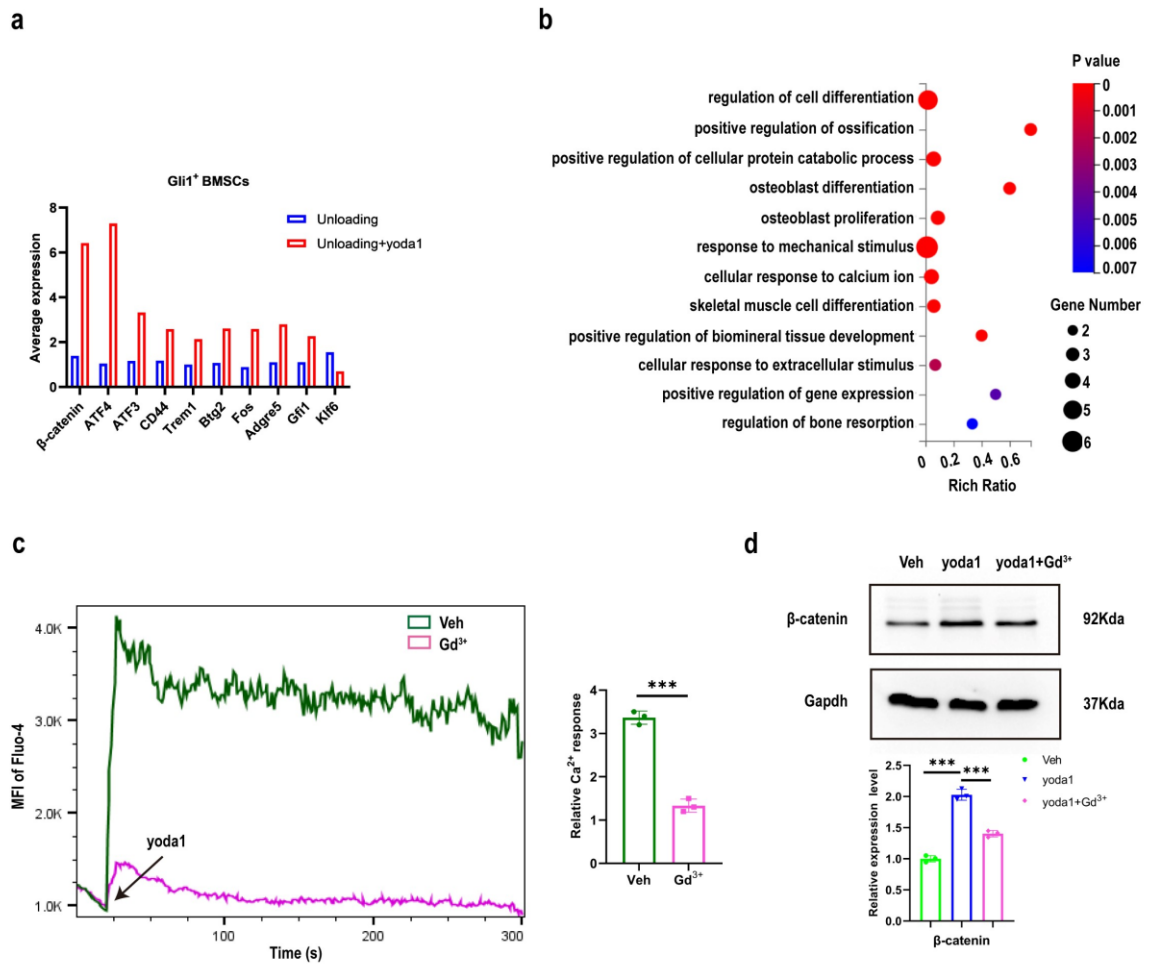 a
Gli1⁺ BMSCs
Unloading
Unloading+yoda1
Average expression
8
6
4
2
0
β-catenin
ATF4
ATF3
CD44
Trem1
Btg2
Fos
Adgre5
Gfi1
Klf6
b
regulation of cell differentiation
positive regulation of ossification
positive regulation of cellular protein catabolic process
osteoblast differentiation
osteoblast proliferation
response to mechanical stimulus
cellular response to calcium ion
skeletal muscle cell differentiation
positive regulation of biomineral tissue development
cellular response to extracellular stimulus
positive regulation of gene expression
regulation of bone resorption
0 0.2 0.4 0.6
Rich Ratio
P value
0
0.001
0.002
0.003
0.004
0.005
0.006
0.007
Gene Number
2
3
4
5
6
c
MFI of Fluo-4
4.0K
3.0K
2.0K
1.0K
Veh
Gd³⁺
yoda1
100 200 300
Time (s)
Relative Ca²⁺ response
4
3
2
1
0
***
Veh Gd³⁺
d
Veh yoda1 yoda1+Gd³⁺
β-catenin 92Kda
Gapdh 37Kda
Relative expression level
2.5
2.0
1.5
1.0
0.5
0.0
*** ***
β-catenin
Veh
yoda1
yoda1+Gd³⁺